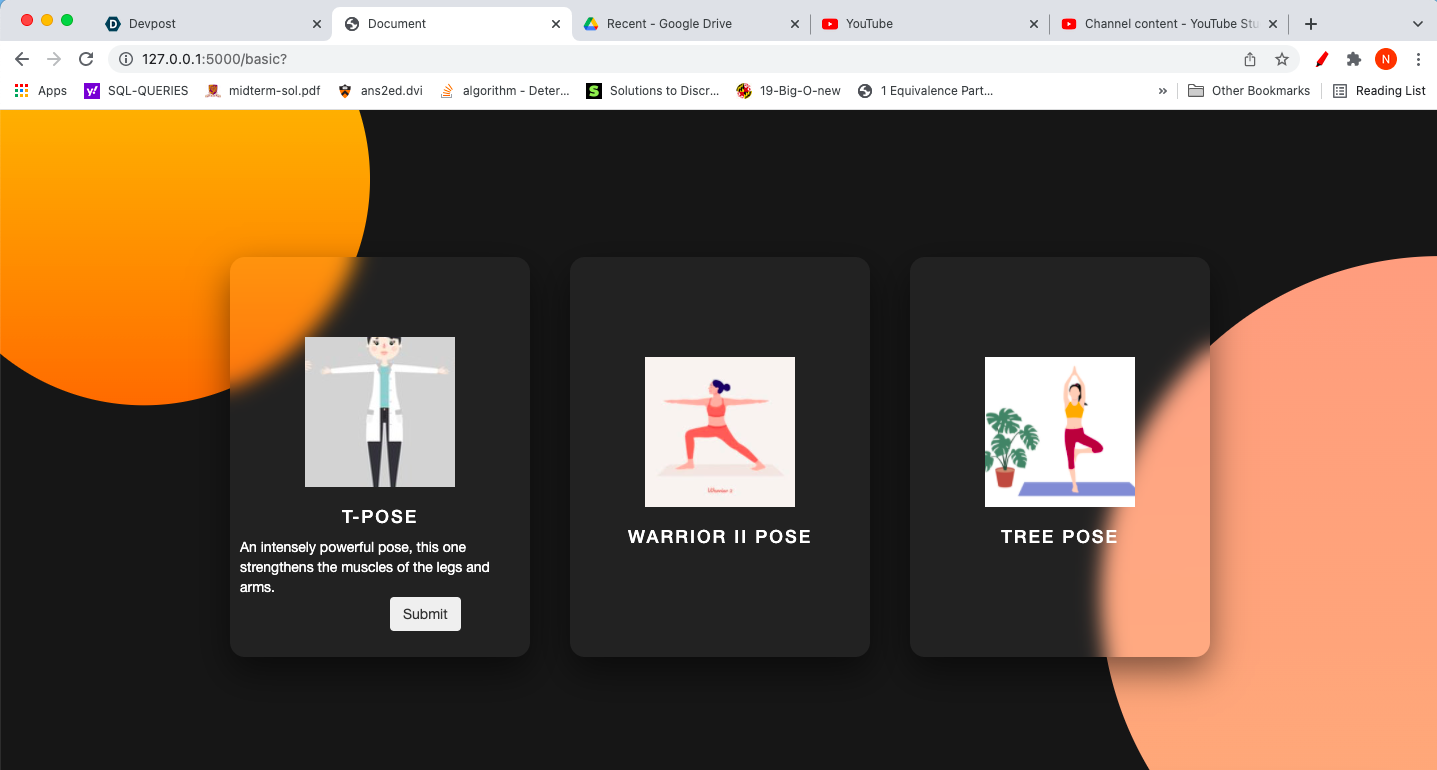 Devpost
Document
Recent - Google Drive
YouTube
Channel content - YouTube Stu
127.0.0.1:5000/basic?
N
Apps
SQL-QUERIES
midterm-sol.pdf
ans2ed.dvi
algorithm - Deter...
Solutions to Discr...
19-Big-O-new
1 Equivalence Part...
»
Other Bookmarks
Reading List
T-POSE
An intensely powerful pose, this one
strengthens the muscles of the legs and
arms.
Submit
WARRIOR II POSE
TREE POSE